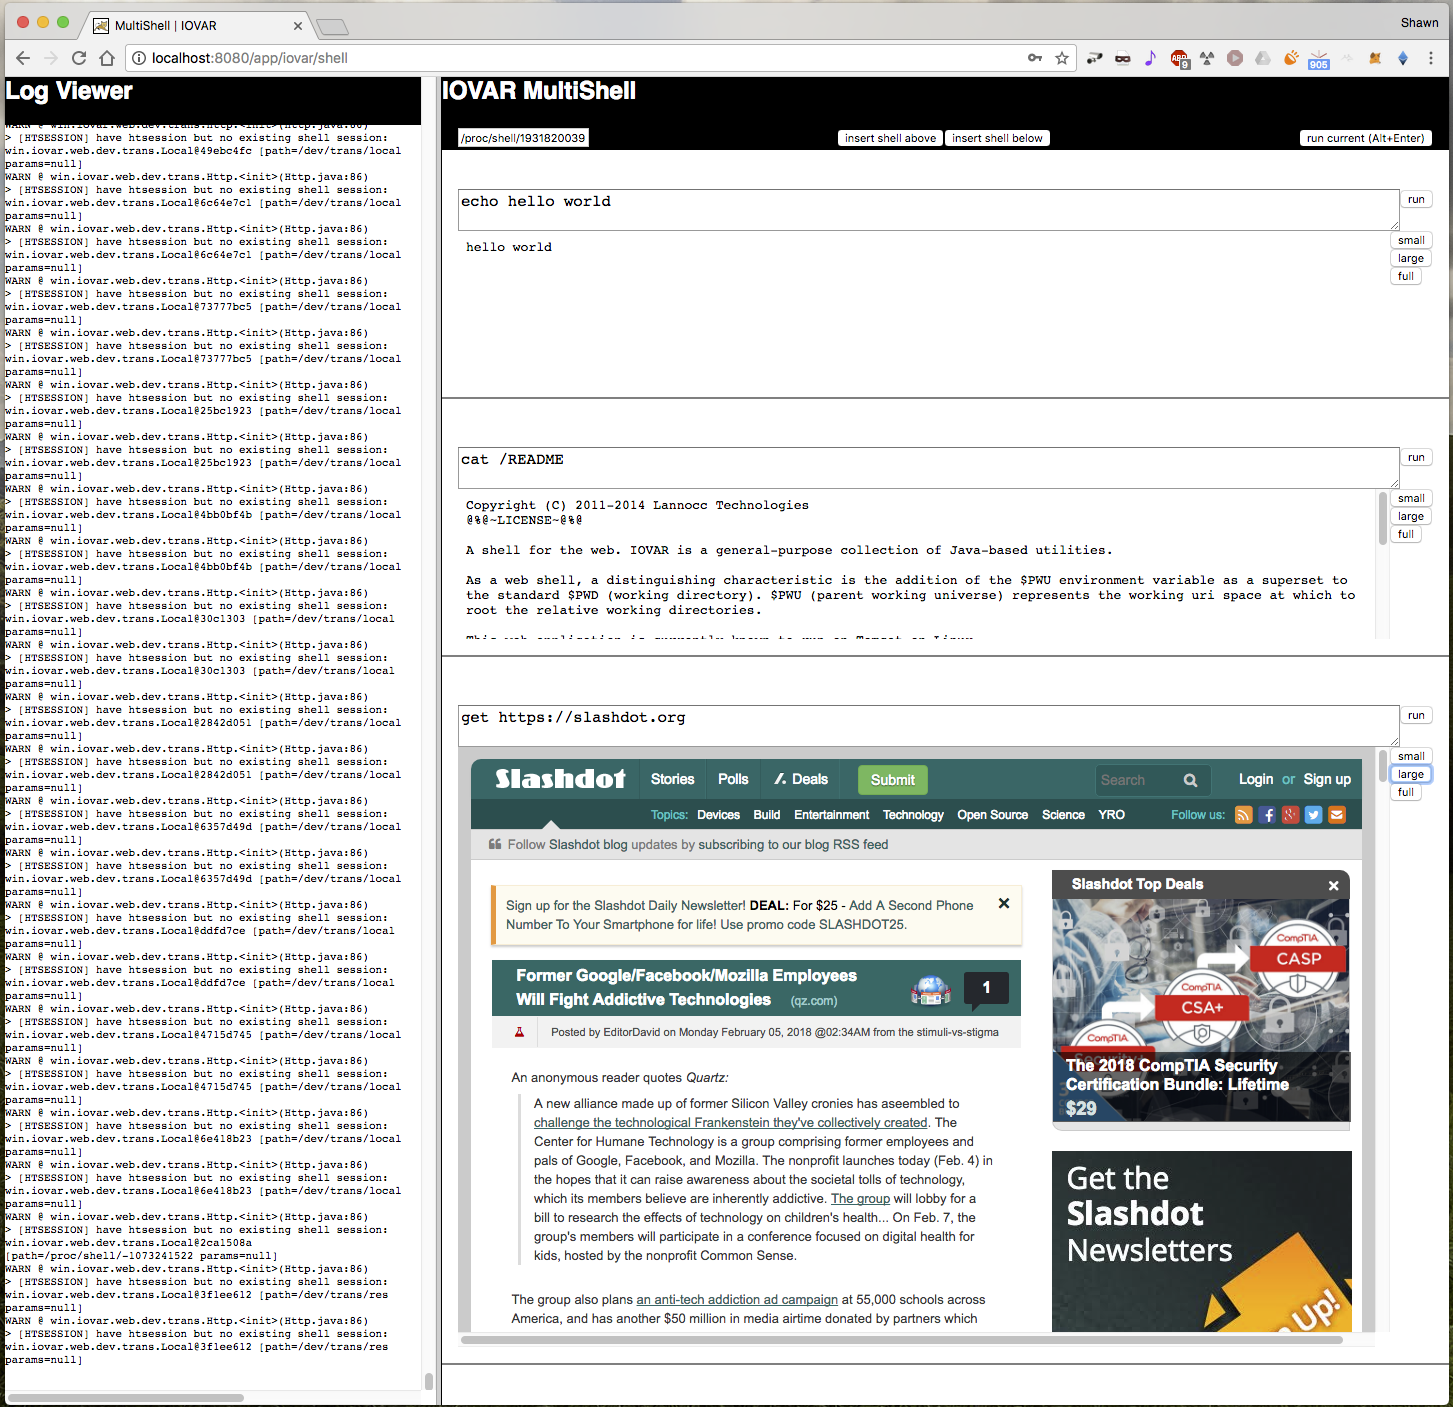 MultiShell | IOVAR
Shawn
localhost:8080/app/iovar/shell
ABP
9
905
Log Viewer
WARN @ win.iovar.web.dev.trans.Http.<init>(Http.java:86)
> [HTSESSION] have htsession but no existing shell session:
win.iovar.web.dev.trans.Local@49ebc4fc [path=/dev/trans/local
params=null]
WARN @ win.iovar.web.dev.trans.Http.<init>(Http.java:86)
> [HTSESSION] have htsession but no existing shell session:
win.iovar.web.dev.trans.Local@6c64e7c1 [path=/dev/trans/local
params=null]
WARN @ win.iovar.web.dev.trans.Http.<init>(Http.java:86)
> [HTSESSION] have htsession but no existing shell session:
win.iovar.web.dev.trans.Local@6c64e7c1 [path=/dev/trans/local
params=null]
WARN @ win.iovar.web.dev.trans.Http.<init>(Http.java:86)
> [HTSESSION] have htsession but no existing shell session:
win.iovar.web.dev.trans.Local@73777bc5 [path=/dev/trans/local
params=null]
WARN @ win.iovar.web.dev.trans.Http.<init>(Http.java:86)
> [HTSESSION] have htsession but no existing shell session:
win.iovar.web.dev.trans.Local@73777bc5 [path=/dev/trans/local
params=null]
WARN @ win.iovar.web.dev.trans.Http.<init>(Http.java:86)
> [HTSESSION] have htsession but no existing shell session:
win.iovar.web.dev.trans.Local@25bc1923 [path=/dev/trans/local
params=null]
WARN @ win.iovar.web.dev.trans.Http.<init>(Http.java:86)
> [HTSESSION] have htsession but no existing shell session:
win.iovar.web.dev.trans.Local@25bc1923 [path=/dev/trans/local
params=null]
WARN @ win.iovar.web.dev.trans.Http.<init>(Http.java:86)
> [HTSESSION] have htsession but no existing shell session:
win.iovar.web.dev.trans.Local@4bb0bf4b [path=/dev/trans/local
params=null]
WARN @ win.iovar.web.dev.trans.Http.<init>(Http.java:86)
> [HTSESSION] have htsession but no existing shell session:
win.iovar.web.dev.trans.Local@4bb0bf4b [path=/dev/trans/local
params=null]
WARN @ win.iovar.web.dev.trans.Http.<init>(Http.java:86)
> [HTSESSION] have htsession but no existing shell session:
win.iovar.web.dev.trans.Local@30c1303 [path=/dev/trans/local
params=null]
WARN @ win.iovar.web.dev.trans.Http.<init>(Http.java:86)
> [HTSESSION] have htsession but no existing shell session:
win.iovar.web.dev.trans.Local@30c1303 [path=/dev/trans/local
params=null]
WARN @ win.iovar.web.dev.trans.Http.<init>(Http.java:86)
> [HTSESSION] have htsession but no existing shell session:
win.iovar.web.dev.trans.Local@2842d051 [path=/dev/trans/local
params=null]
WARN @ win.iovar.web.dev.trans.Http.<init>(Http.java:86)
> [HTSESSION] have htsession but no existing shell session:
win.iovar.web.dev.trans.Local@2842d051 [path=/dev/trans/local
params=null]
WARN @ win.iovar.web.dev.trans.Http.<init>(Http.java:86)
> [HTSESSION] have htsession but no existing shell session:
win.iovar.web.dev.trans.Local@6357d49d [path=/dev/trans/local
params=null]
WARN @ win.iovar.web.dev.trans.Http.<init>(Http.java:86)
> [HTSESSION] have htsession but no existing shell session:
win.iovar.web.dev.trans.Local@6357d49d [path=/dev/trans/local
params=null]
WARN @ win.iovar.web.dev.trans.Http.<init>(Http.java:86)
> [HTSESSION] have htsession but no existing shell session:
win.iovar.web.dev.trans.Local@ddfd7ce [path=/dev/trans/local
params=null]
WARN @ win.iovar.web.dev.trans.Http.<init>(Http.java:86)
> [HTSESSION] have htsession but no existing shell session:
win.iovar.web.dev.trans.Local@ddfd7ce [path=/dev/trans/local
params=null]
WARN @ win.iovar.web.dev.trans.Http.<init>(Http.java:86)
> [HTSESSION] have htsession but no existing shell session:
win.iovar.web.dev.trans.Local@4715d745 [path=/dev/trans/local
params=null]
WARN @ win.iovar.web.dev.trans.Http.<init>(Http.java:86)
> [HTSESSION] have htsession but no existing shell session:
win.iovar.web.dev.trans.Local@4715d745 [path=/dev/trans/local
params=null]
WARN @ win.iovar.web.dev.trans.Http.<init>(Http.java:86)
> [HTSESSION] have htsession but no existing shell session:
win.iovar.web.dev.trans.Local@6e418b23 [path=/dev/trans/local
params=null]
WARN @ win.iovar.web.dev.trans.Http.<init>(Http.java:86)
> [HTSESSION] have htsession but no existing shell session:
win.iovar.web.dev.trans.Local@6e418b23 [path=/dev/trans/local
params=null]
WARN @ win.iovar.web.dev.trans.Http.<init>(Http.java:86)
> [HTSESSION] have htsession but no existing shell session:
win.iovar.web.dev.trans.Local@2ca1508a
[path=/proc/shell/-1073241522 params=null]
WARN @ win.iovar.web.dev.trans.Http.<init>(Http.java:86)
> [HTSESSION] have htsession but no existing shell session:
win.iovar.web.dev.trans.Local@3f1ee612 [path=/dev/trans/res
params=null]
WARN @ win.iovar.web.dev.trans.Http.<init>(Http.java:86)
> [HTSESSION] have htsession but no existing shell session:
win.iovar.web.dev.trans.Local@3f1ee612 [path=/dev/trans/res
params=null]
IOVAR MultiShell
/proc/shell/1931820039
insert shell above
insert shell below
run current (Alt+Enter)
echo hello world
run
hello world
small
large
full
cat /README
run
small
large
full
Copyright (C) 2011-2014 Lannocc Technologies
@%@~LICENSE~@%@
A shell for the web. IOVAR is a general-purpose collection of Java-based utilities.
As a web shell, a distinguishing characteristic is the addition of the $PWU environment variable as a superset to
the standard $PWD (working directory). $PWU (parent working universe) represents the working uri space at which to
root the relative working directories.
This web application is currently known to run on Tomcat on Linux.
get https://slashdot.org
run
small
large
full
Slashdot
Stories
Polls
Deals
Submit
Search
Login or Sign up
Topics: Devices Build Entertainment Technology Open Source Science YRO
Follow us:
Follow Slashdot blog updates by subscribing to our blog RSS feed
Sign up for the Slashdot Daily Newsletter! DEAL: For $25 - Add A Second Phone
Number To Your Smartphone for life! Use promo code SLASHDOT25.
Former Google/Facebook/Mozilla Employees
Will Fight Addictive Technologies (qz.com)
1
Posted by EditorDavid on Monday February 05, 2018 @02:34AM from the stimuli-vs-stigma
An anonymous reader quotes Quartz:
A new alliance made up of former Silicon Valley cronies has aseembled to
challenge the technological Frankenstein they've collectively created. The
Center for Humane Technology is a group comprising former employees and
pals of Google, Facebook, and Mozilla. The nonprofit launches today (Feb. 4) in
the hopes that it can raise awareness about the societal tolls of technology,
which its members believe are inherently addictive. The group will lobby for a
bill to research the effects of technology on children's health... On Feb. 7, the
group's members will participate in a conference focused on digital health for
kids, hosted by the nonprofit Common Sense.
The group also plans an anti-tech addiction ad campaign at 55,000 schools across
America, and has another $50 million in media airtime donated by partners which
Slashdot Top Deals
CompTIA
CASP
CompTIA
CSA+
CompTIA
Security+
The 2018 CompTIA Security
Certification Bundle: Lifetime
$29
Get the
Slashdot
Newsletters
Up!